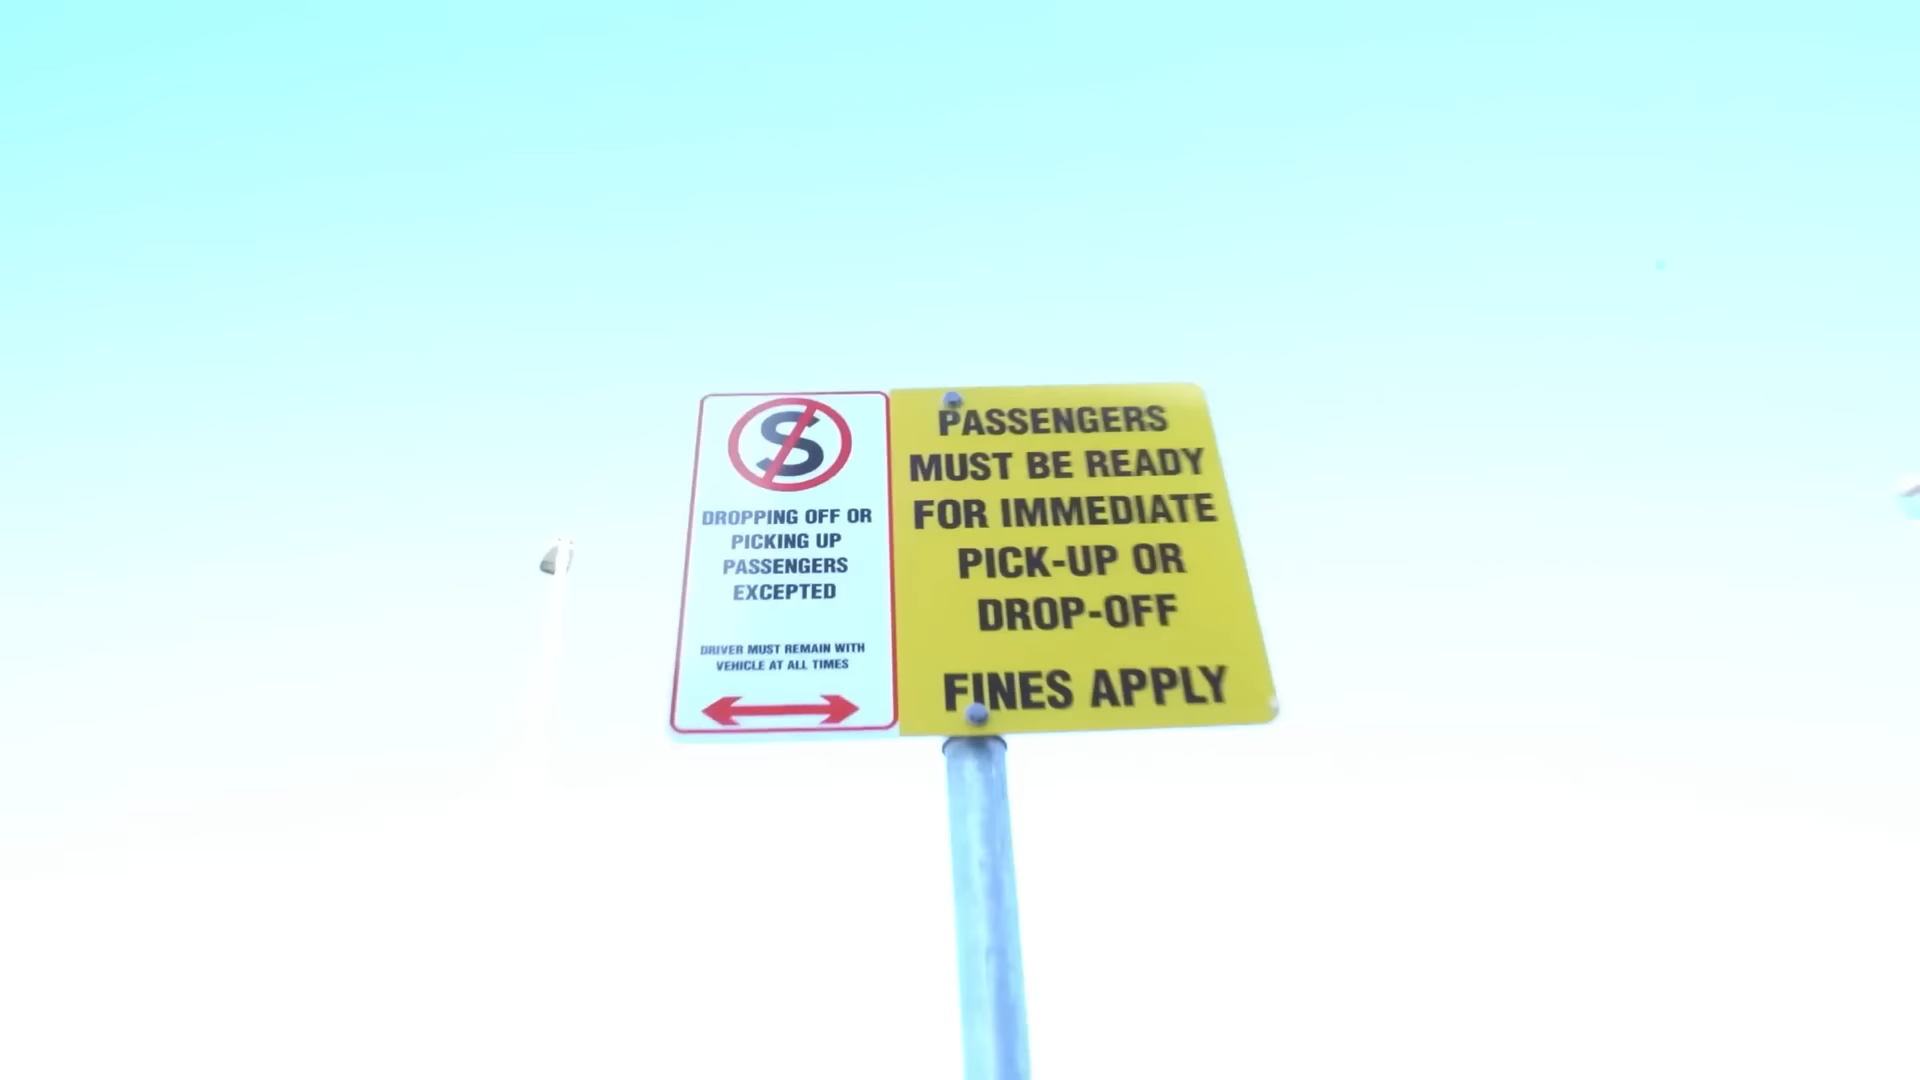 S
DROPPING OFF OR
PICKING UP
PASSENGERS
EXCEPTED
DRIVER MUST REMAIN WITH
VEHICLE AT ALL TIMES
PASSENGERS
MUST BE READY
FOR IMMEDIATE
PICK-UP OR
DROP-OFF
FINES APPLY